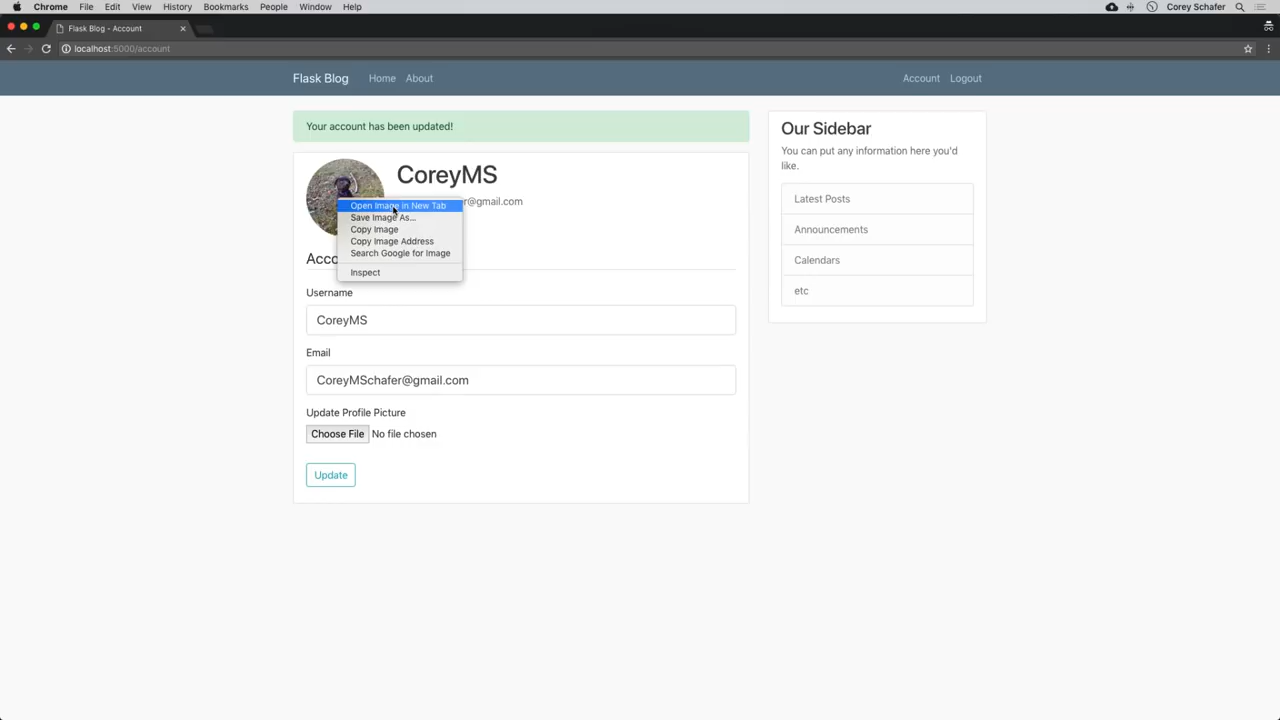 Chrome File Edit View History Bookmarks People Window Help Corey Schafer
Flask Blog - Account
localhost:5000/account
Flask Blog Home About Account Logout
Your account has been updated!
CoreyMS
r@gmail.com
Open Image in New Tab
Save Image As...
Copy Image
Copy Image Address
Search Google for Image
Inspect
Acco
Username
CoreyMS
Email
CoreyMSchafer@gmail.com
Update Profile Picture
Choose File No file chosen
Update
Our Sidebar
You can put any information here you'd
like.
Latest Posts
Announcements
Calendars
etc